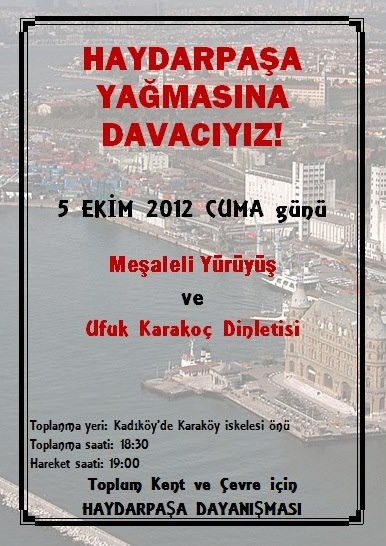 HAYDARPAŞA
YAĞMASINA
DAVACIYIZ!
5 EKİM 2012 CUMA günü
Meşaleli Yürüyüş
ve
Ufuk Karakoç Dinletisi
Toplanma yeri: Kadıköy'de Karaköy iskelesi önü
Toplanma saati: 18:30
Hareket saati: 19:00
Toplum Kent ve Çevre için
HAYDARPAŞA DAYANIŞMASI